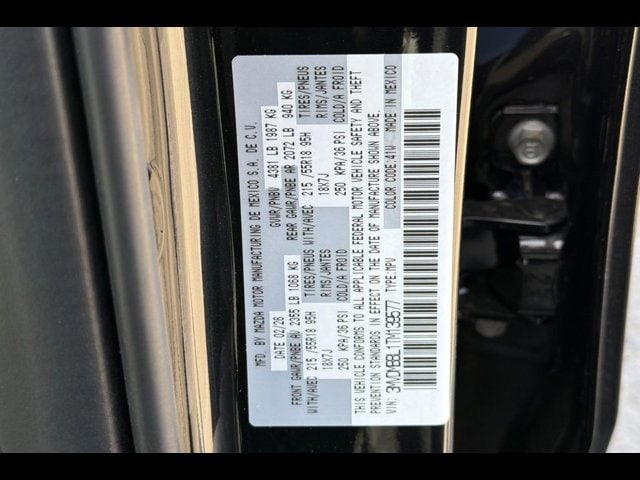 MFD. BY MAZDA MOTOR MANUFACTURING DE MEXICO S.A. DE C.V.
DATE 02/26 GVWR/PNBV 4381 LB 1987 KG
FRONT GAWR/PNBE AV 2355 LB 1068 KG REAR GAWR/PNBE AR 2072 LB 940 KG
WITH/AVEC 215 /55R18 95H TIRES/PNEUS WITH/AVEC 215 /55R18 95H TIRES/PNEUS
18X7J RIMS/JANTES 18X7J RIMS/JANTES
250 KPA/36 PSI COLD/A FROID 250 KPA/36 PSI COLD/A FROID
THIS VEHICLE CONFORMS TO ALL APPLICABLE FEDERAL MOTOR VEHICLE SAFETY AND THEFT
PREVENTION STANDARDS IN EFFECT ON THE DATE OF MANUFACTURE SHOWN ABOVE.
COLOR CODE:41W MADE IN MEXICO
VIN: TM139577 TYPE:MPV